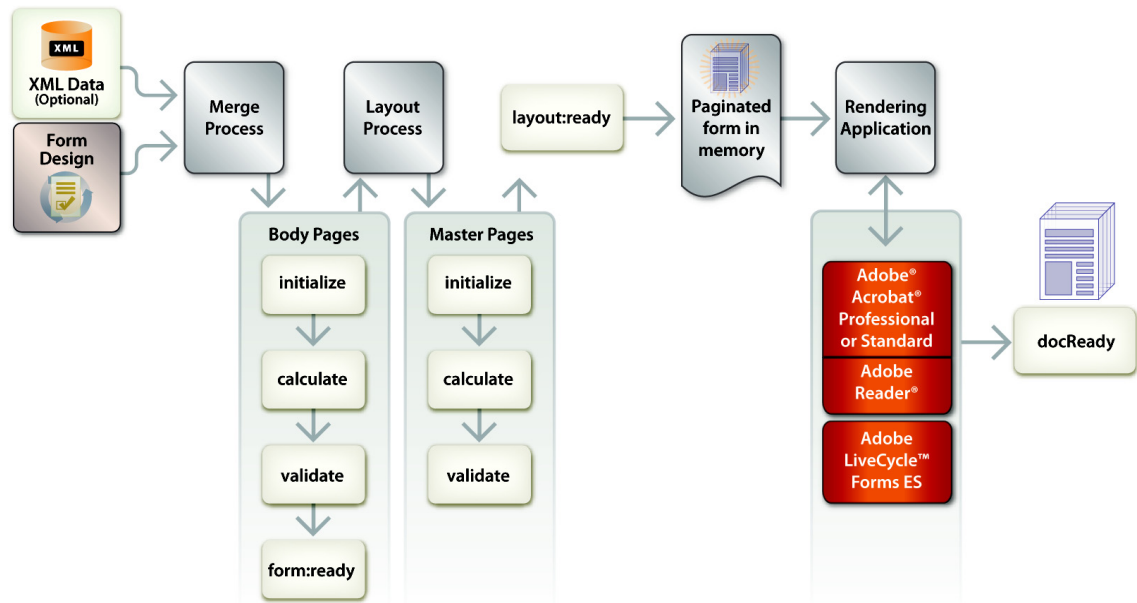 XML
XML Data
(Optional)
Form
Design
Merge
Process
Layout
Process
layout:ready
Paginated
form in
memory
Rendering
Application
Body Pages
initialize
calculate
validate
form:ready
Master Pages
initialize
calculate
validate
Adobe®
Acrobat®
Professional
or Standard
Adobe
Reader®
Adobe
LiveCycle™
Forms ES
docReady